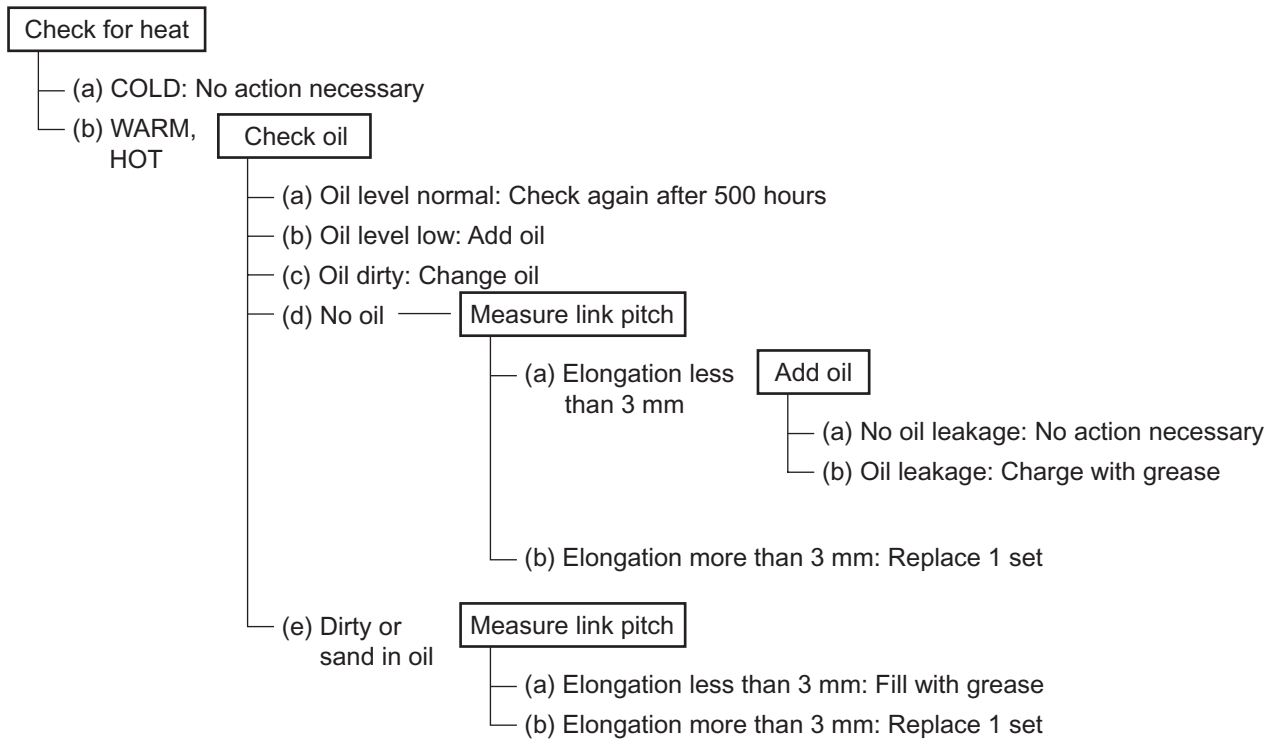 Check for heat
(a) COLD: No action necessary
(b) WARM,
HOT
Check oil
(a) Oil level normal: Check again after 500 hours
(b) Oil level low: Add oil
(c) Oil dirty: Change oil
(d) No oil
Measure link pitch
(a) Elongation less
than 3 mm
Add oil
(a) No oil leakage: No action necessary
(b) Oil leakage: Charge with grease
(b) Elongation more than 3 mm: Replace 1 set
(e) Dirty or
sand in oil
Measure link pitch
(a) Elongation less than 3 mm: Fill with grease
(b) Elongation more than 3 mm: Replace 1 set